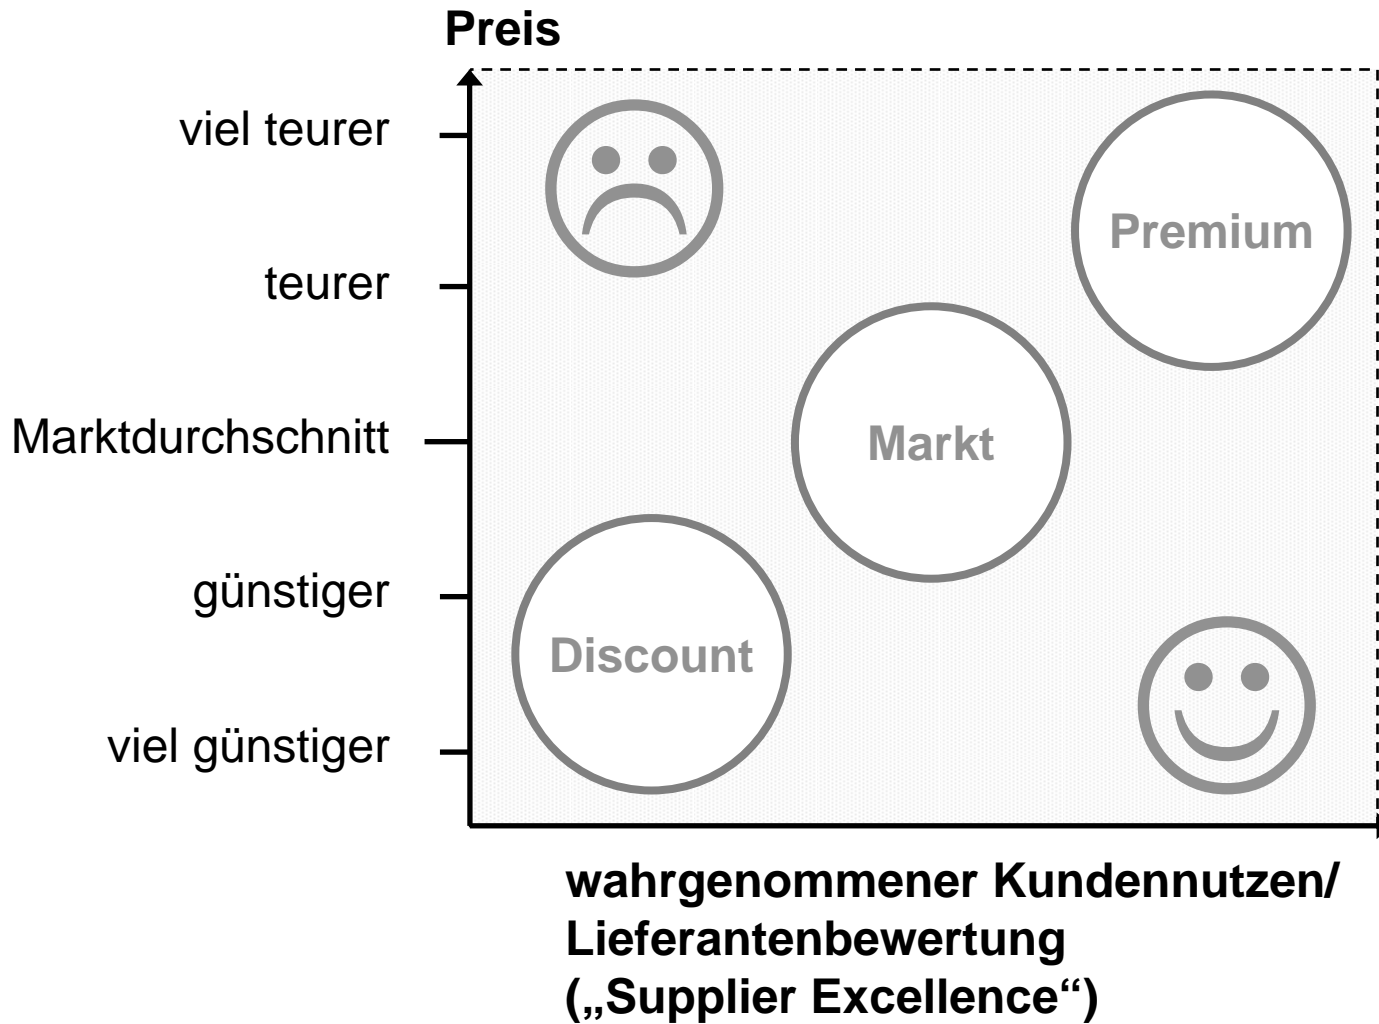 Preis
viel teurer
Premium
teurer
Marktdurchschnitt
Markt
günstiger
Discount
viel günstiger
wahrgenommener Kundennutzen/
Lieferantenbewertung
(„Supplier Excellence“)